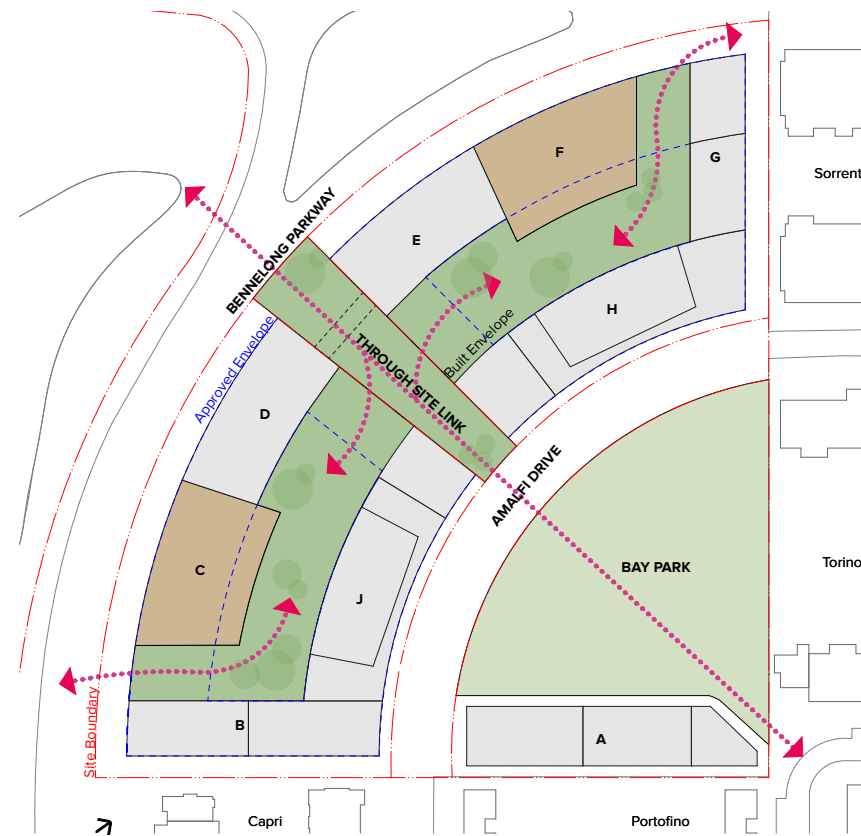 F
G
Sorrent
BENNELONG PARKWAY
E
H
Approved Envelope
THROUGH SITE LINK
Built Envelope
D
AMALFI DRIVE
C
BAY PARK
Torino
J
Site Boundary
B
A
Capri
Portofino